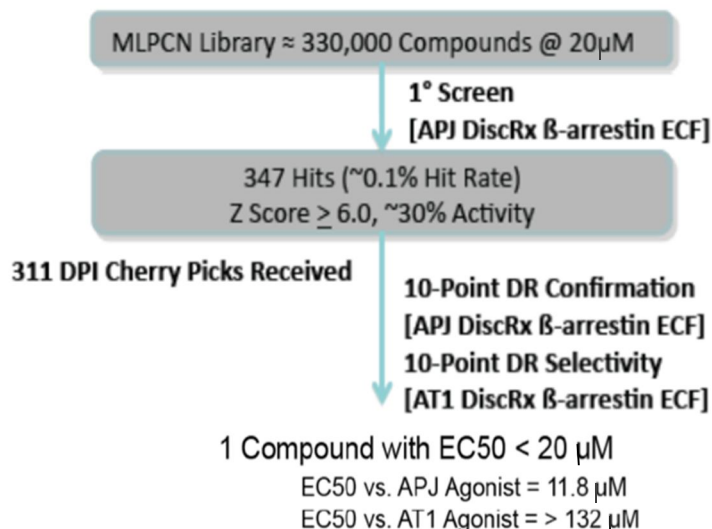 MLPCN Library ≈ 330,000 Compounds @ 20µM
1° Screen
[APJ DiscRx ß-arrestin ECF]
347 Hits (~0.1% Hit Rate)
Z Score ≥ 6.0, ~30% Activity
311 DPI Cherry Picks Received
10-Point DR Confirmation
[APJ DiscRx ß-arrestin ECF]
10-Point DR Selectivity
[AT1 DiscRx ß-arrestin ECF]
1 Compound with EC50 < 20 µM
EC50 vs. APJ Agonist = 11.8 µM
EC50 vs. AT1 Agonist = > 132 µM